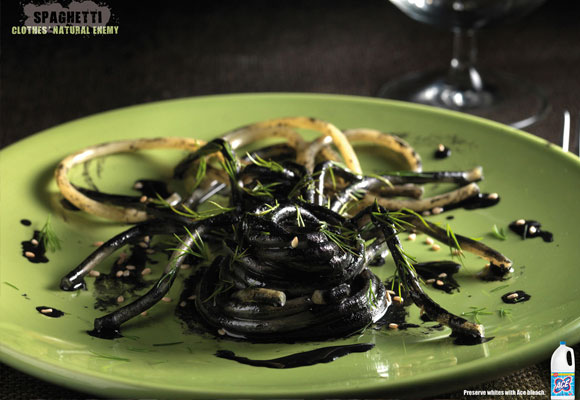 SPAGHETTI
CLOTHES' NATURAL ENEMY
Preserve whites with Ace bleach.
ACE